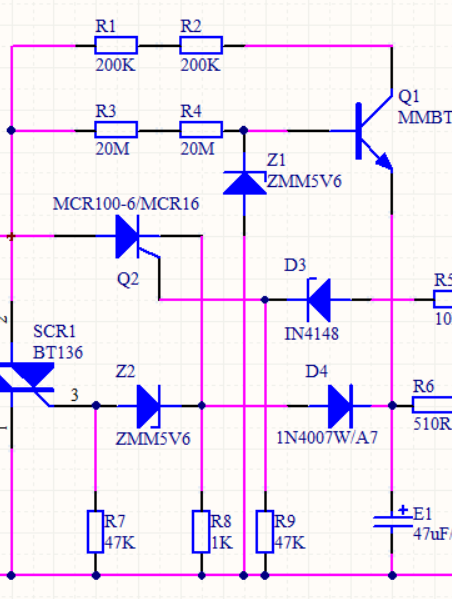 R1 R2
200K 200K
R3 R4
20M 20M
Q1
MMBT
Z1
ZMM5V6
MCR100-6/MCR16
Q2
D3
IN4148
R5
10
2
SCR1
BT136
3
1
Z2
ZMM5V6
D4
1N4007W/A7
R6
510R
R7
47K
R8
1K
R9
47K
+
E1
47uF/